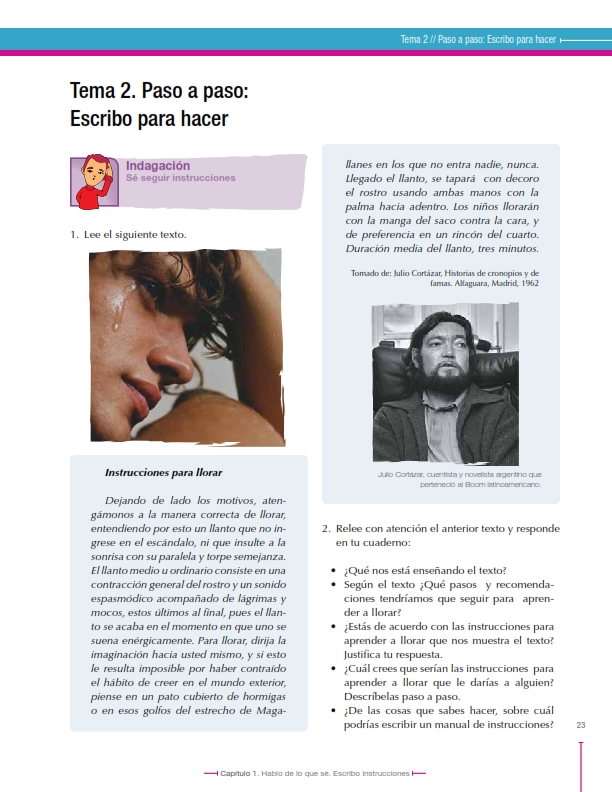 Tema 2 // Paso a paso: Escribo para hacer
Tema 2. Paso a paso:
Escribo para hacer
Indagación
Sé seguir instrucciones
1. Lee el siguiente texto.
Instrucciones para llorar
Dejando de lado los motivos, aten-
gámonos a la manera correcta de llorar,
entendiendo por esto un llanto que no in-
grese en el escándalo, ni que insulte a la
sonrisa con su paralela y torpe semejanza.
El llanto medio u ordinario consiste en una
contracción general del rostro y un sonido
espasmódico acompañado de lágrimas y
mocos, estos últimos al final, pues el llan-
to se acaba en el momento en que uno se
suena enérgicamente. Para llorar, dirija la
imaginación hacia usted mismo, y si esto
le resulta imposible por haber contraído
el hábito de creer en el mundo exterior,
piense en un pato cubierto de hormigas
o en esos golfos del estrecho de Maga-
llanes en los que no entra nadie, nunca.
Llegado el llanto, se tapará con decoro
el rostro usando ambas manos con la
palma hacia adentro. Los niños llorarán
con la manga del saco contra la cara, y
de preferencia en un rincón del cuarto.
Duración media del llanto, tres minutos.
Tomado de: Julio Cortázar, Historias de cronopios y de
famas. Alfaguara, Madrid, 1962
Julio Cortázar, cuentista y novelista argentino que
perteneció al Boom latinoamericano.
2. Relee con atención el anterior texto y responde
en tu cuaderno:
• ¿Qué nos está enseñando el texto?
• Según el texto ¿Qué pasos y recomenda-
ciones tendríamos que seguir para apren-
der a llorar?
• ¿Estás de acuerdo con las instrucciones para
aprender a llorar que nos muestra el texto?
Justifica tu respuesta.
• ¿Cuál crees que serían las instrucciones para
aprender a llorar que le darías a alguien?
Descríbelas paso a paso.
• ¿De las cosas que sabes hacer, sobre cuál
podrías escribir un manual de instrucciones?
23
Capítulo 1. Hablo de lo que sé. Escribo instrucciones